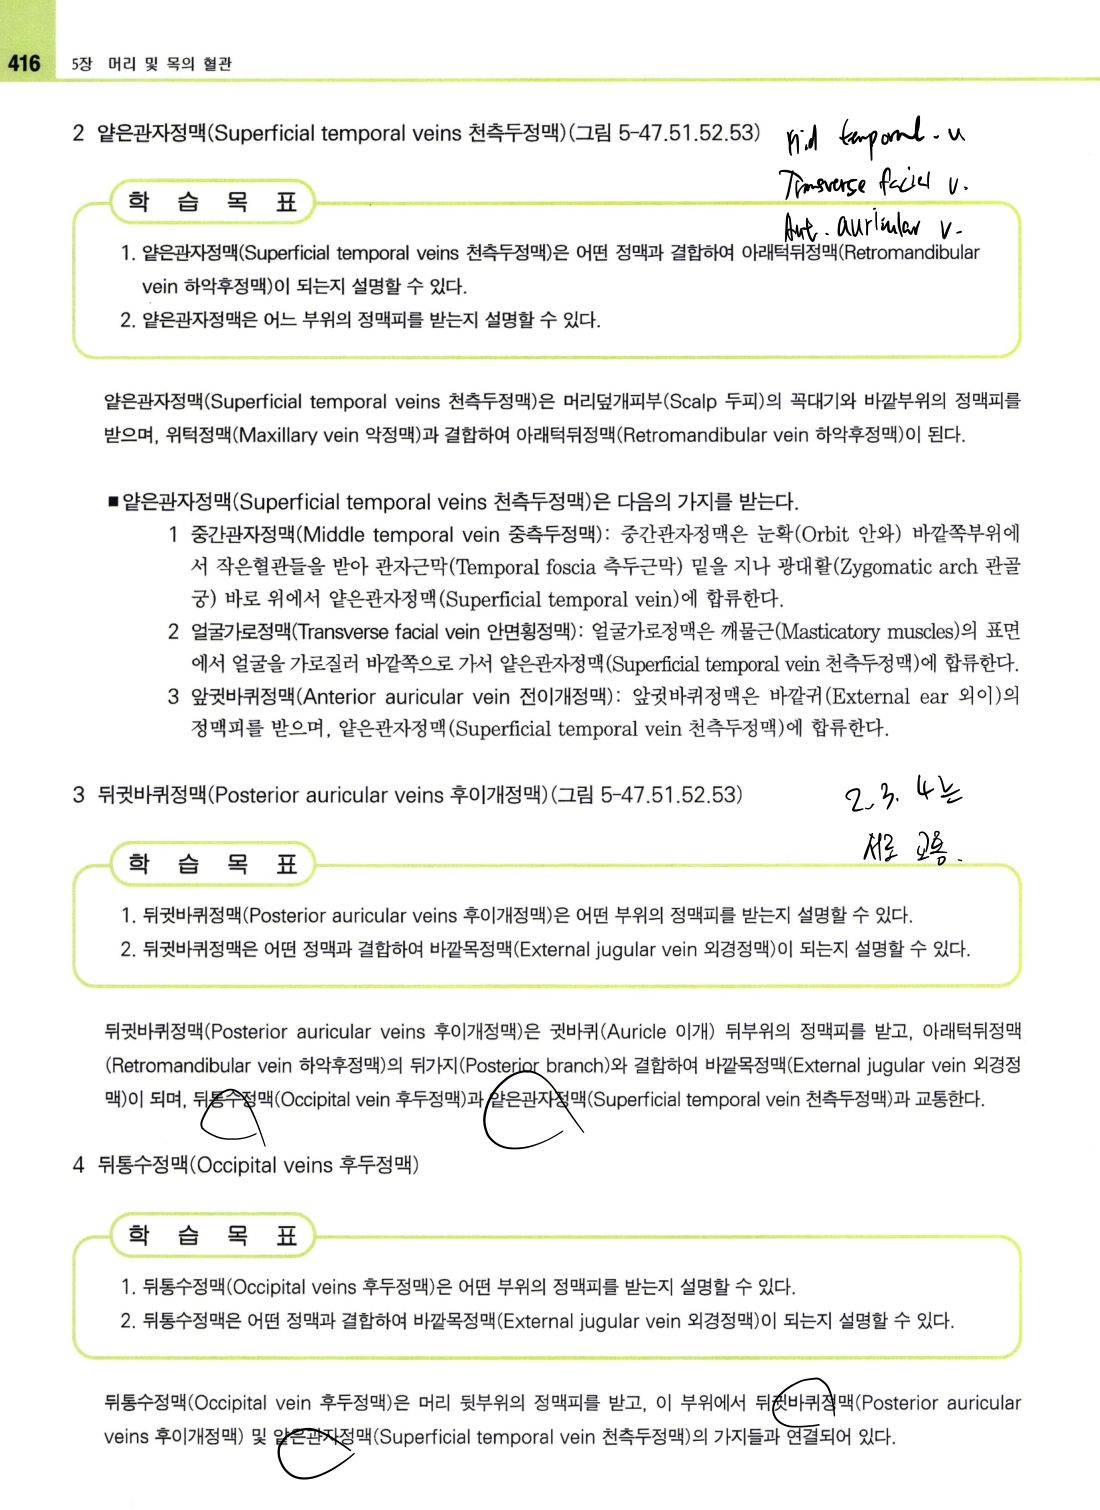 416 5장 머리 및 목의 혈관
2 얕은관자정맥(Superficial temporal veins 천측두정맥)(그림 5-47.51.52.53)
Mid temporal. v
Transverse facial v.
Ant. auricular v.
학 습 목 표
1. 얕은관자정맥(Superficial temporal veins 천측두정맥)은 어떤 정맥과 결합하여 아래턱뒤정맥(Retromandibular
vein 하악후정맥)이 되는지 설명할 수 있다.
2. 얕은관자정맥은 어느 부위의 정맥피를 받는지 설명할 수 있다.
얕은관자정맥(Superficial temporal veins 천측두정맥)은 머리덮개피부(Scalp 두피)의 꼭대기와 바깥부위의 정맥피를
받으며, 위턱정맥(Maxillary vein 악정맥)과 결합하여 아래턱뒤정맥(Retromandibular vein 하악후정맥)이 된다.
■ 얕은관자정맥(Superficial temporal veins 천측두정맥)은 다음의 가지를 받는다.
1 중간관자정맥(Middle temporal vein 중측두정맥): 중간관자정맥은 눈확(Orbit 안와) 바깥쪽부위에
서 작은혈관들을 받아 관자근막(Temporal foscia 측두근막) 밑을 지나 광대활(Zygomatic arch 관골
궁) 바로 위에서 얕은관자정맥(Superficial temporal vein)에 합류한다.
2 얼굴가로정맥(Transverse facial vein 안면횡정맥): 얼굴가로정맥은 깨물근(Masticatory muscles)의 표면
에서 얼굴을 가로질러 바깥쪽으로 가서 얕은관자정맥(Superficial temporal vein 천측두정맥)에 합류한다.
3 앞귓바퀴정맥(Anterior auricular vein 전이개정맥): 앞귓바퀴정맥은 바깥귀(External ear 외이)의
정맥피를 받으며, 얕은관자정맥(Superficial temporal vein 천측두정맥)에 합류한다.
3 뒤귓바퀴정맥(Posterior auricular veins 후이개정맥)(그림 5-47.51.52.53)
2. 3. 4는
서로 교통.
학 습 목 표
1. 뒤귓바퀴정맥(Posterior auricular veins 후이개정맥)은 어떤 부위의 정맥피를 받는지 설명할 수 있다.
2. 뒤귓바퀴정맥은 어떤 정맥과 결합하여 바깥목정맥(External jugular vein 외경정맥)이 되는지 설명할 수 있다.
뒤귓바퀴정맥(Posterior auricular veins 후이개정맥)은 귓바퀴(Auricle 이개) 뒤부위의 정맥피를 받고, 아래턱뒤정맥
(Retromandibular vein 하악후정맥)의 뒤가지(Posterior branch)와 결합하여 바깥목정맥(External jugular vein 외경정
맥)이 되며, 뒤통수정맥(Occipital vein 후두정맥)과 얕은관자정맥(Superficial temporal vein 천측두정맥)과 교통한다.
4 뒤통수정맥(Occipital veins 후두정맥)
학 습 목 표
1. 뒤통수정맥(Occipital veins 후두정맥)은 어떤 부위의 정맥피를 받는지 설명할 수 있다.
2. 뒤통수정맥은 어떤 정맥과 결합하여 바깥목정맥(External jugular vein 외경정맥)이 되는지 설명할 수 있다.
뒤통수정맥(Occipital vein 후두정맥)은 머리 뒷부위의 정맥피를 받고, 이 부위에서 뒤귓바퀴정맥(Posterior auricular
veins 후이개정맥) 및 얕은관자정맥(Superficial temporal vein 천측두정맥)의 가지들과 연결되어 있다.